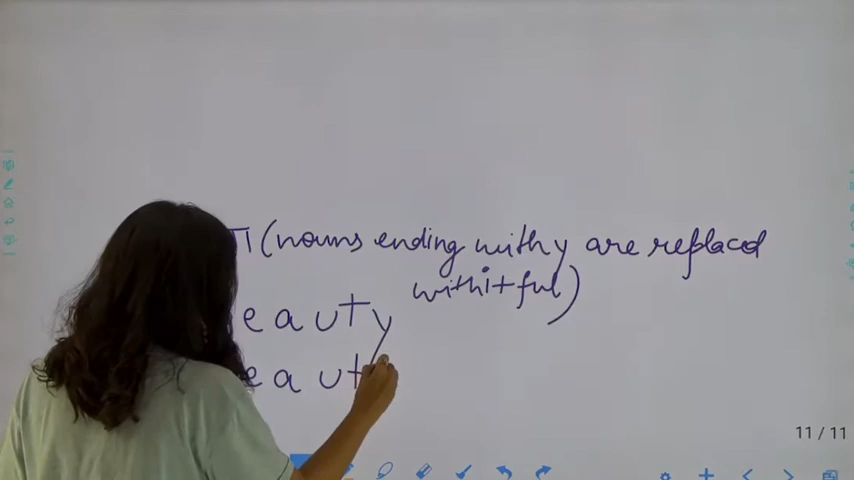 (nouns ending with y are replaced
with i + ful)
eauty
eaut
11 / 11